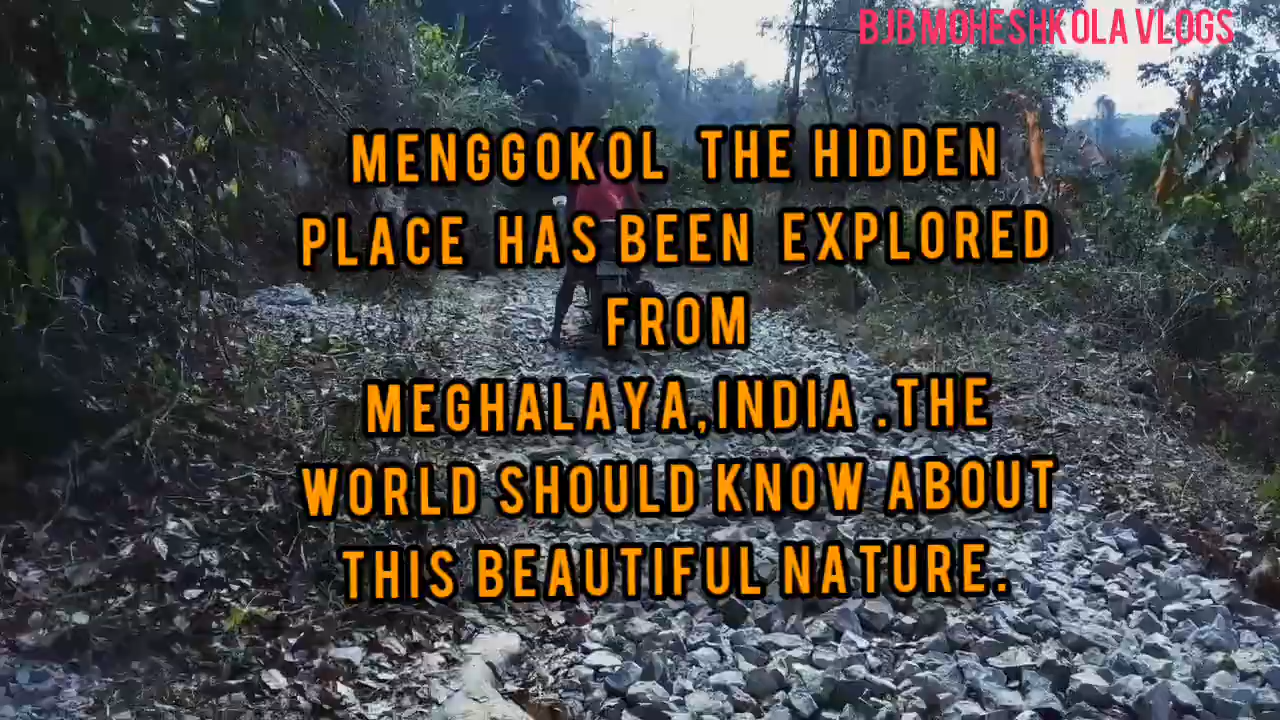 BJB MOHESHKOLA VLOGS
MENGGOKOL THE HIDDEN
PLACE HAS BEEN EXPLORED
FROM
MEGHALAYA,INDIA .THE
WORLD SHOULD KNOW ABOUT
THIS BEAUTIFUL NATURE.